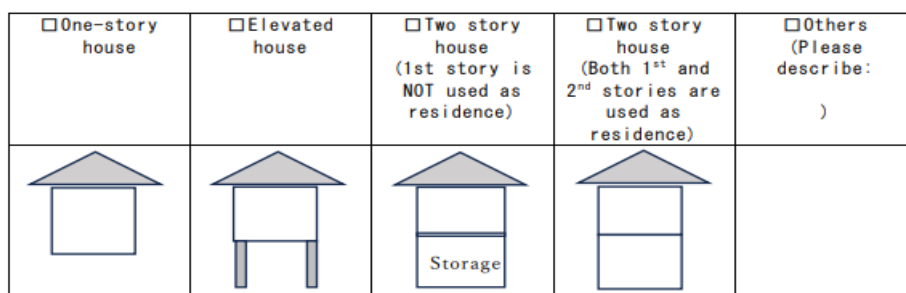 ☐One-story
house
☐Elevated
house
☐Two story
house
(1st story is
NOT used as
residence)
☐Two story
house
(Both 1st and
2nd stories are
used as
residence)
☐Others
(Please
describe:
)
Storage